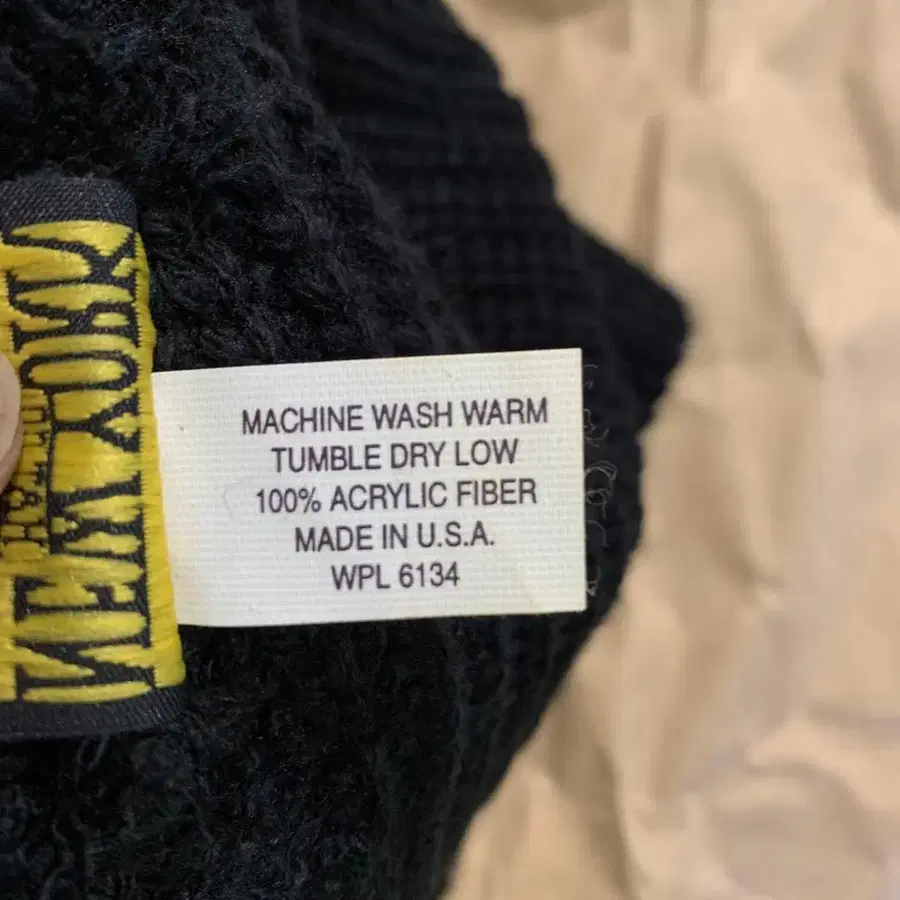 MACHINE WASH WARM
TUMBLE DRY LOW
100% ACRYLIC FIBER
MADE IN U.S.A.
WPL 6134
NEW YORK